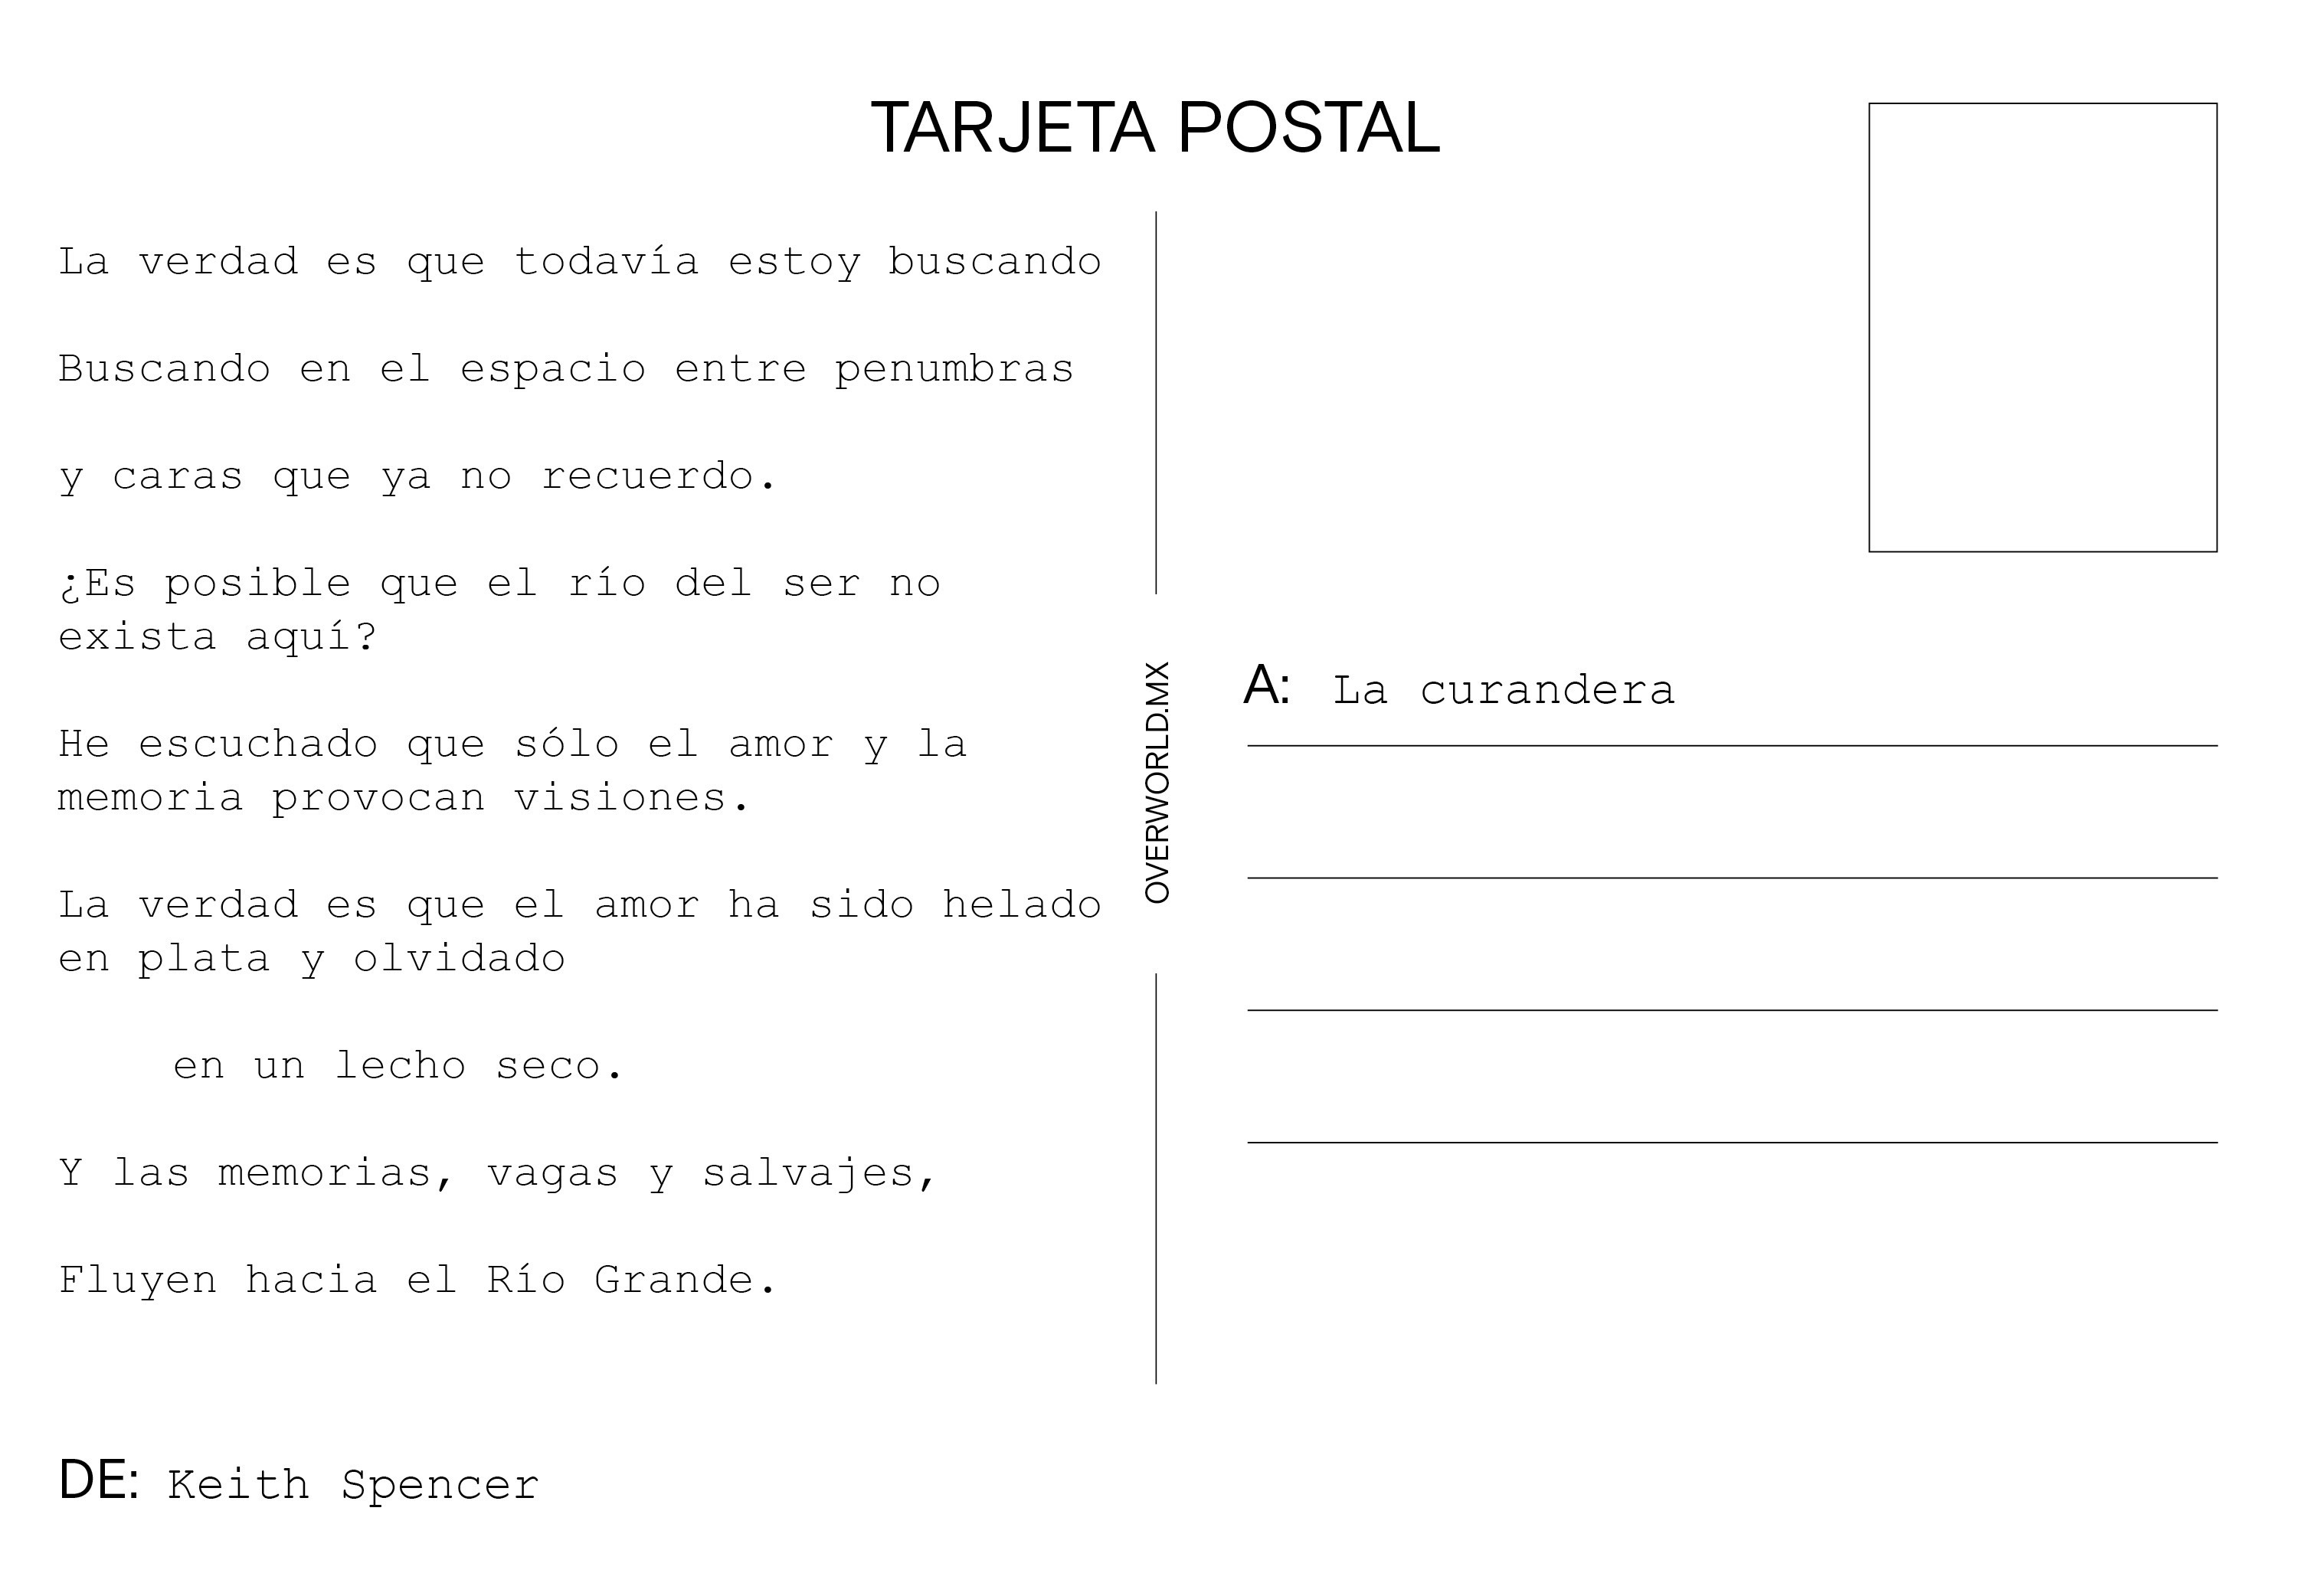 TARJETA POSTAL
La verdad es que todavía estoy buscando
Buscando en el espacio entre penumbras
y caras que ya no recuerdo.
¿Es posible que el río del ser no
exista aquí?
He escuchado que sólo el amor y la
memoria provocan visiones.
La verdad es que el amor ha sido helado
en plata y olvidado
en un lecho seco.
Y las memorias, vagas y salvajes,
Fluyen hacia el Río Grande.
DE: Keith Spencer
OVERWORLD.MX
A: La curandera